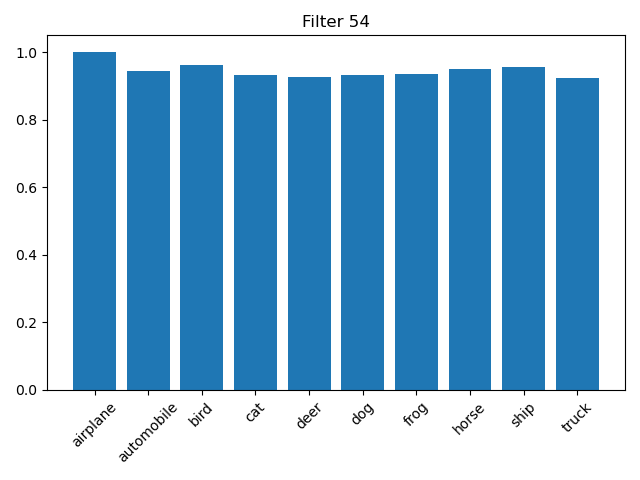 Filter 54
1.0
0.8
0.6
0.4
0.2
0.0
airplane
automobile
bird
cat
deer
dog
frog
horse
ship
truck